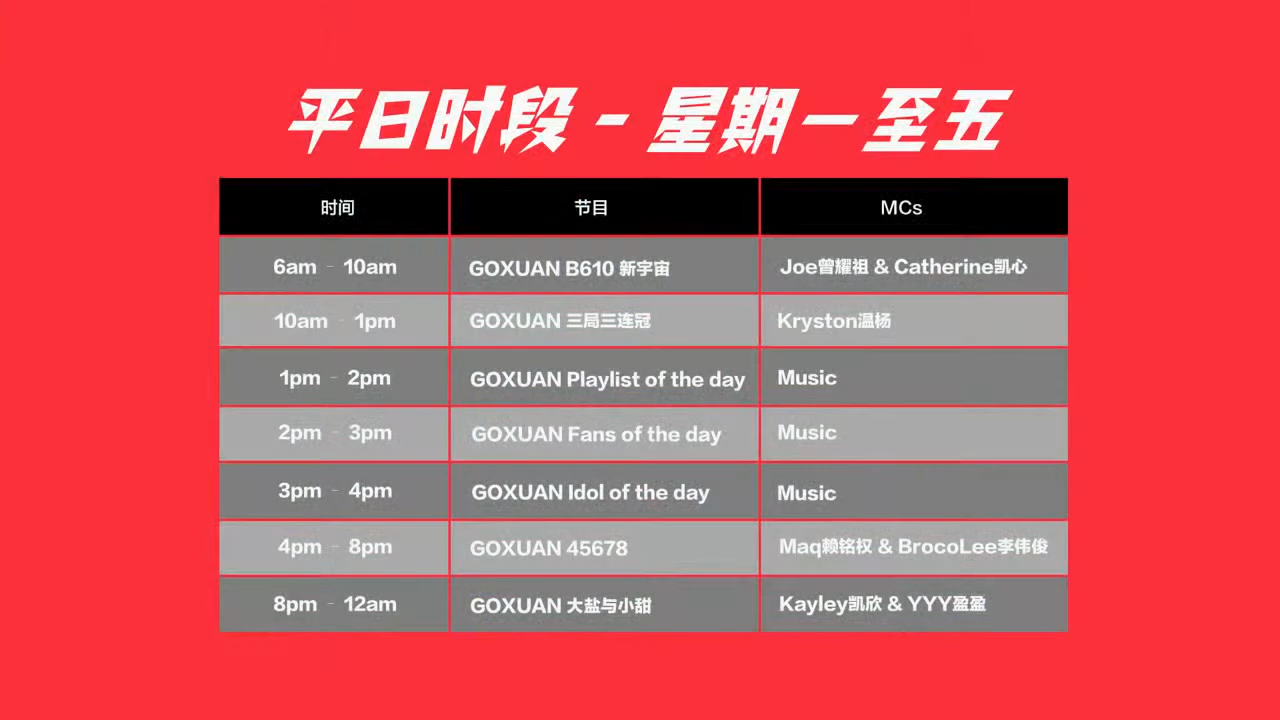 平日时段 - 星期一至五
时间 节目 MCs
6am - 10am GOXUAN B610 新宇宙 Joe曾耀祖 & Catherine凯心
10am - 1pm GOXUAN 三局三连冠 Kryston温杨
1pm - 2pm GOXUAN Playlist of the day Music
2pm - 3pm GOXUAN Fans of the day Music
3pm - 4pm GOXUAN Idol of the day Music
4pm - 8pm GOXUAN 45678 Maq赖铭权 & BrocoLee李伟俊
8pm - 12am GOXUAN 大盐与小甜 Kayley凯欣 & YYY盈盈